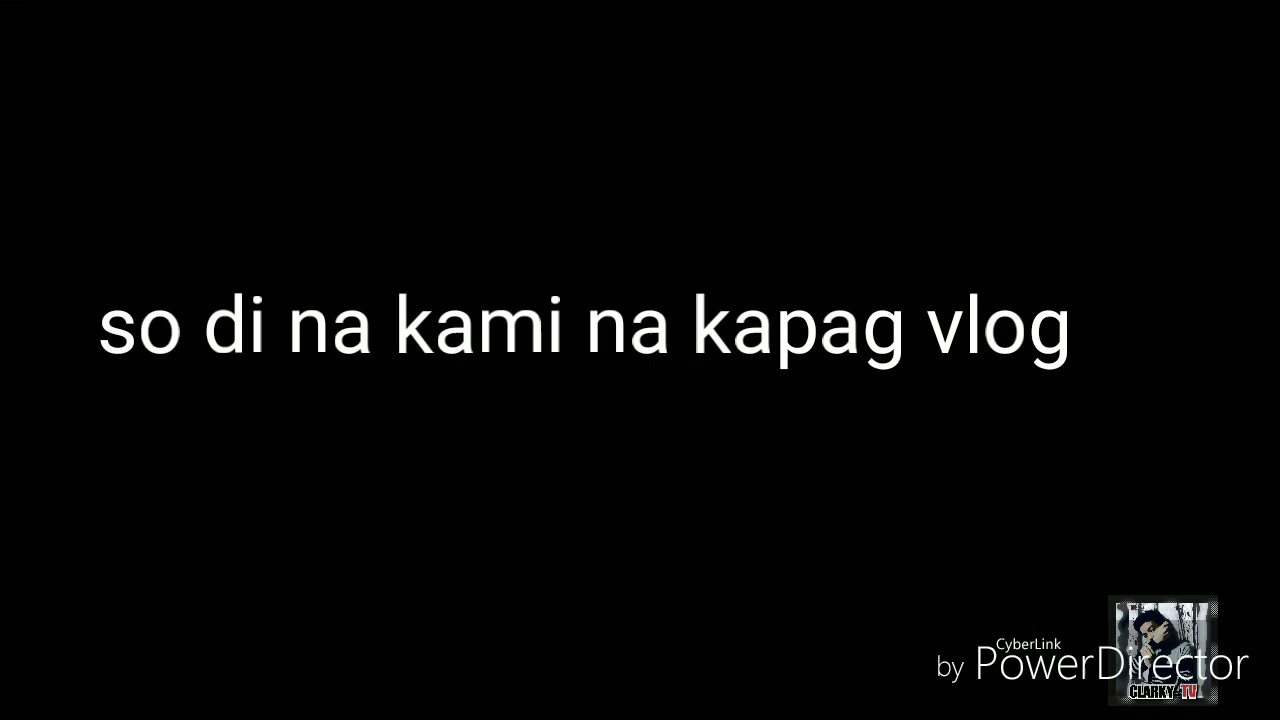 so di na kami na kapag vlog
CyberLink
by PowerDirector
CLARKY-TV